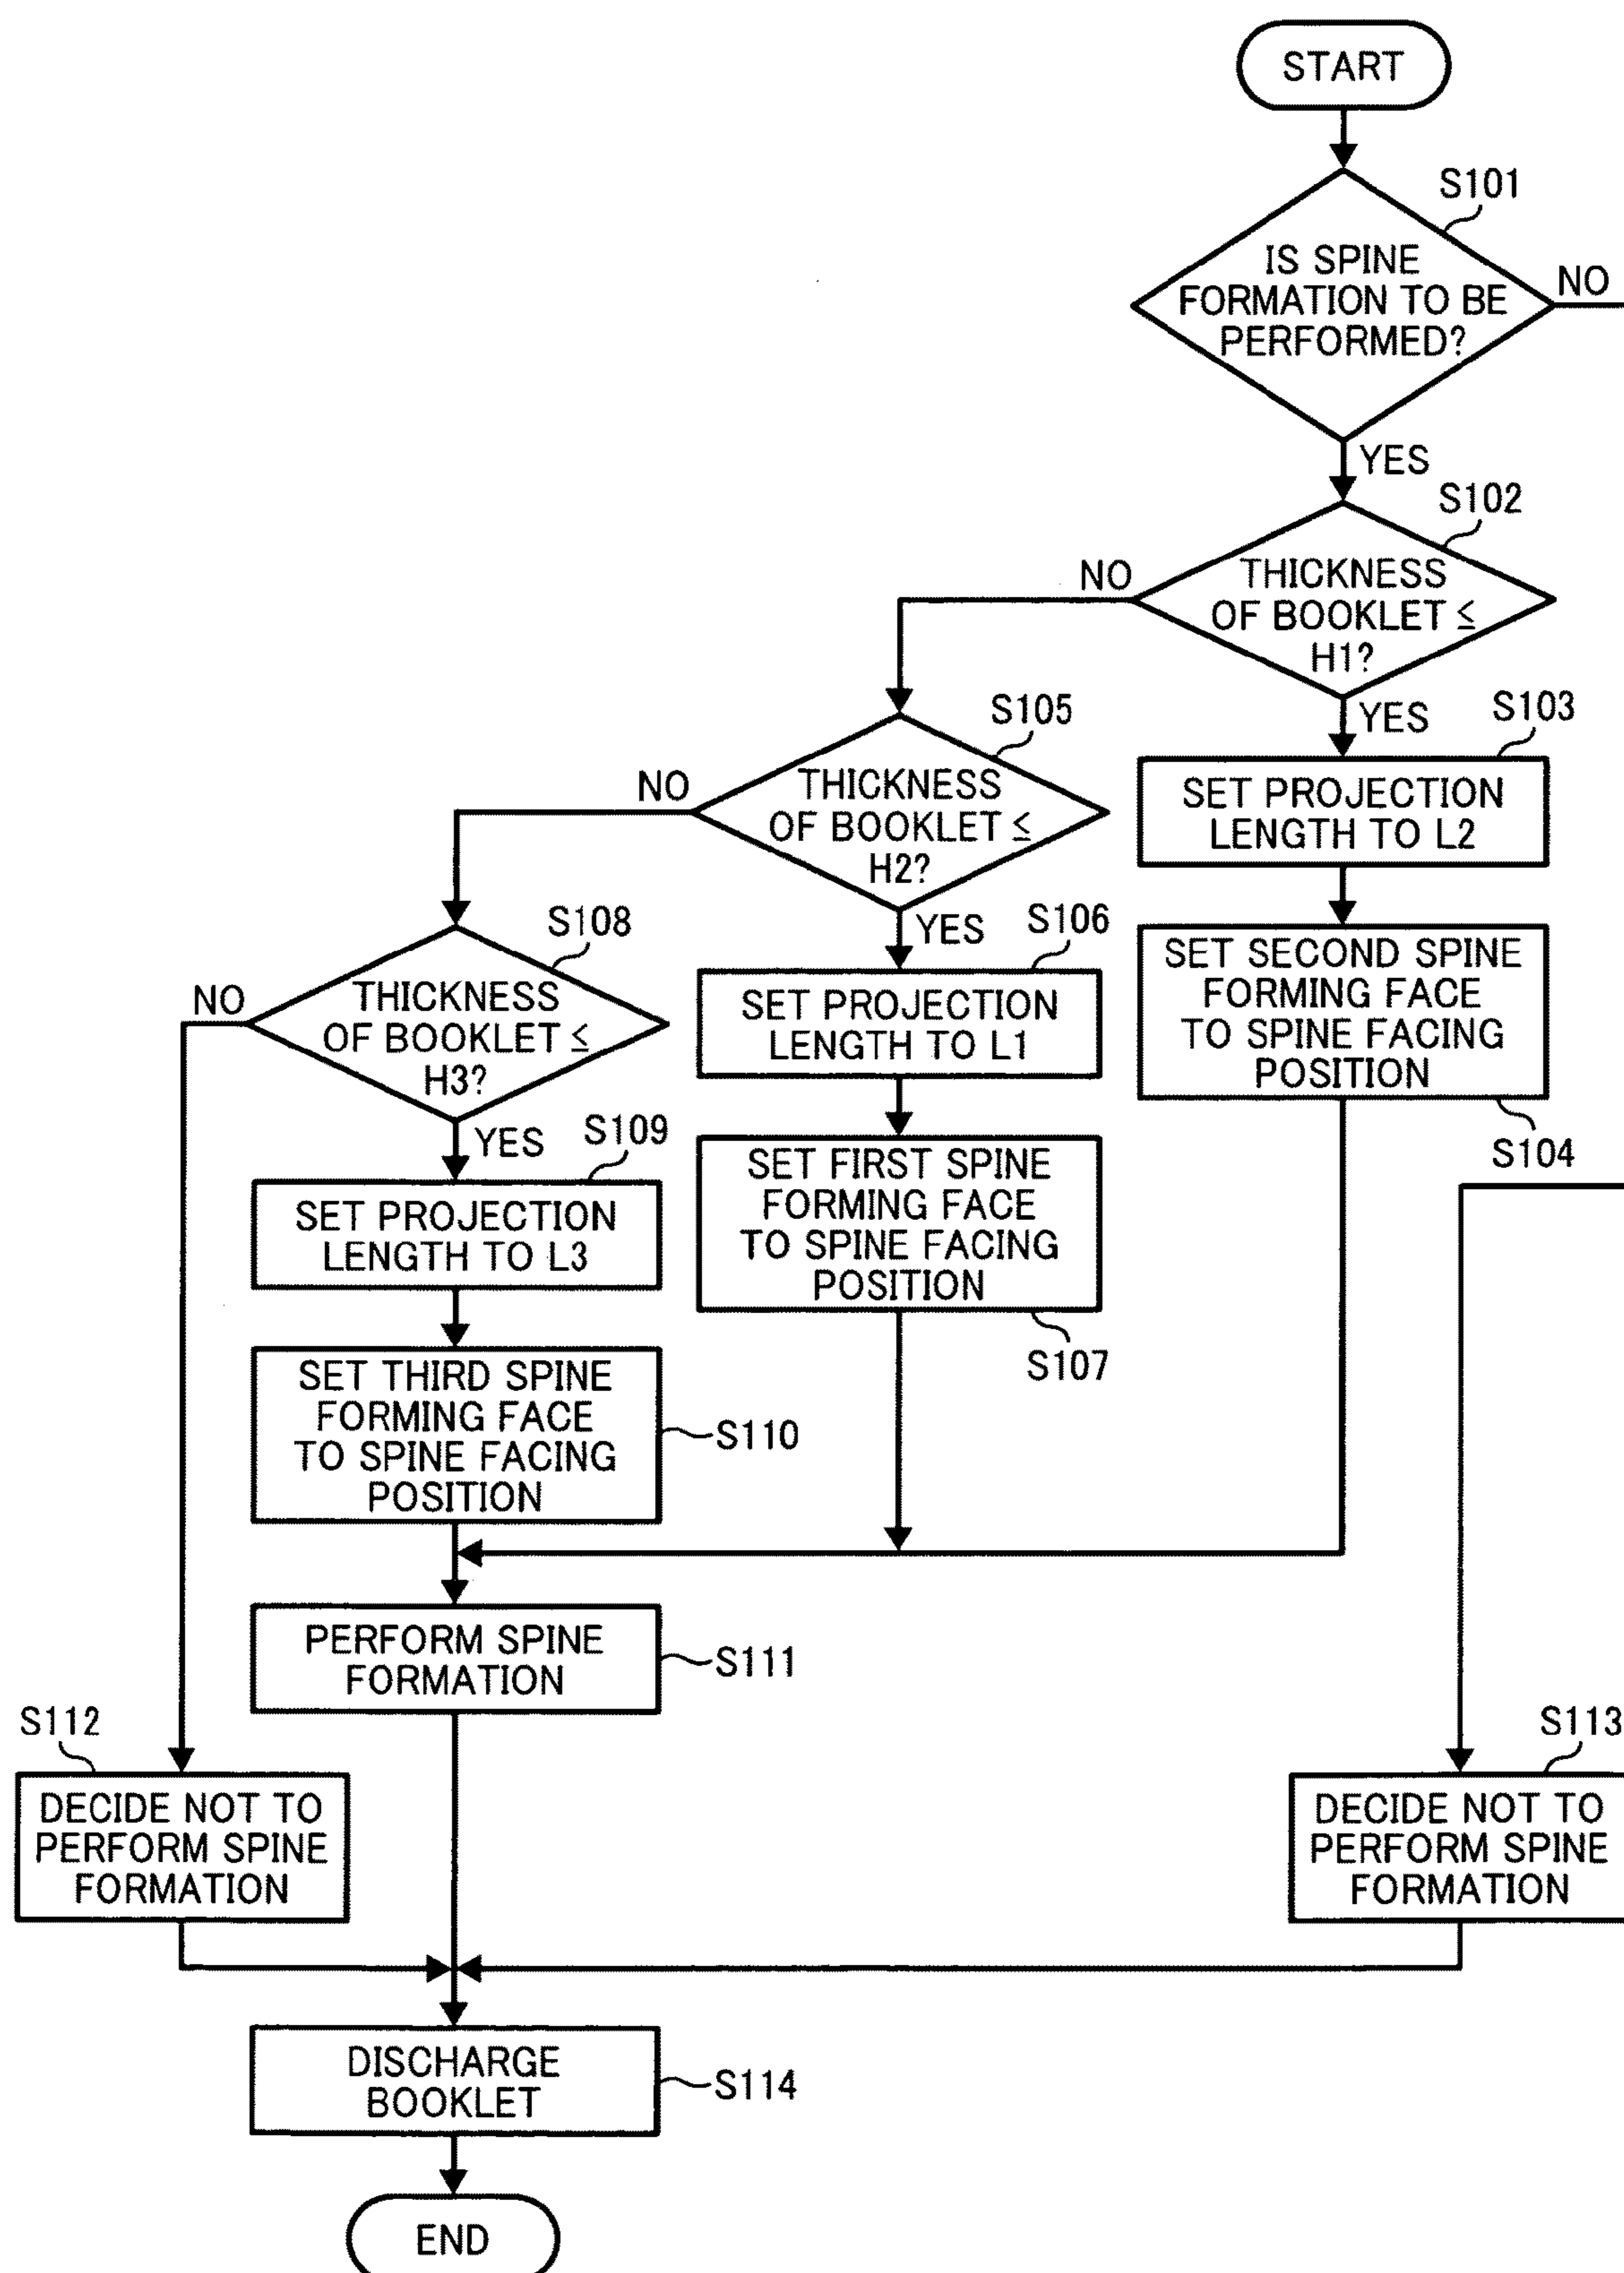 START
S101
IS SPINE
FORMATION TO BE
PERFORMED?
NO
YES
S102
THICKNESS
OF BOOKLET ≤
H1?
NO
YES
S103
SET PROJECTION
LENGTH TO L2
S105
THICKNESS
OF BOOKLET ≤
H2?
NO
YES
S106
SET PROJECTION
LENGTH TO L1
SET SECOND SPINE
FORMING FACE
TO SPINE FACING
POSITION
S104
S108
THICKNESS
OF BOOKLET ≤
H3?
NO
YES
S109
SET PROJECTION
LENGTH TO L3
SET FIRST SPINE
FORMING FACE
TO SPINE FACING
POSITION
S107
SET THIRD SPINE
FORMING FACE
TO SPINE FACING
POSITION
S110
PERFORM SPINE
FORMATION
S111
S112
DECIDE NOT TO
PERFORM SPINE
FORMATION
S113
DECIDE NOT TO
PERFORM SPINE
FORMATION
DISCHARGE
BOOKLET
S114
END